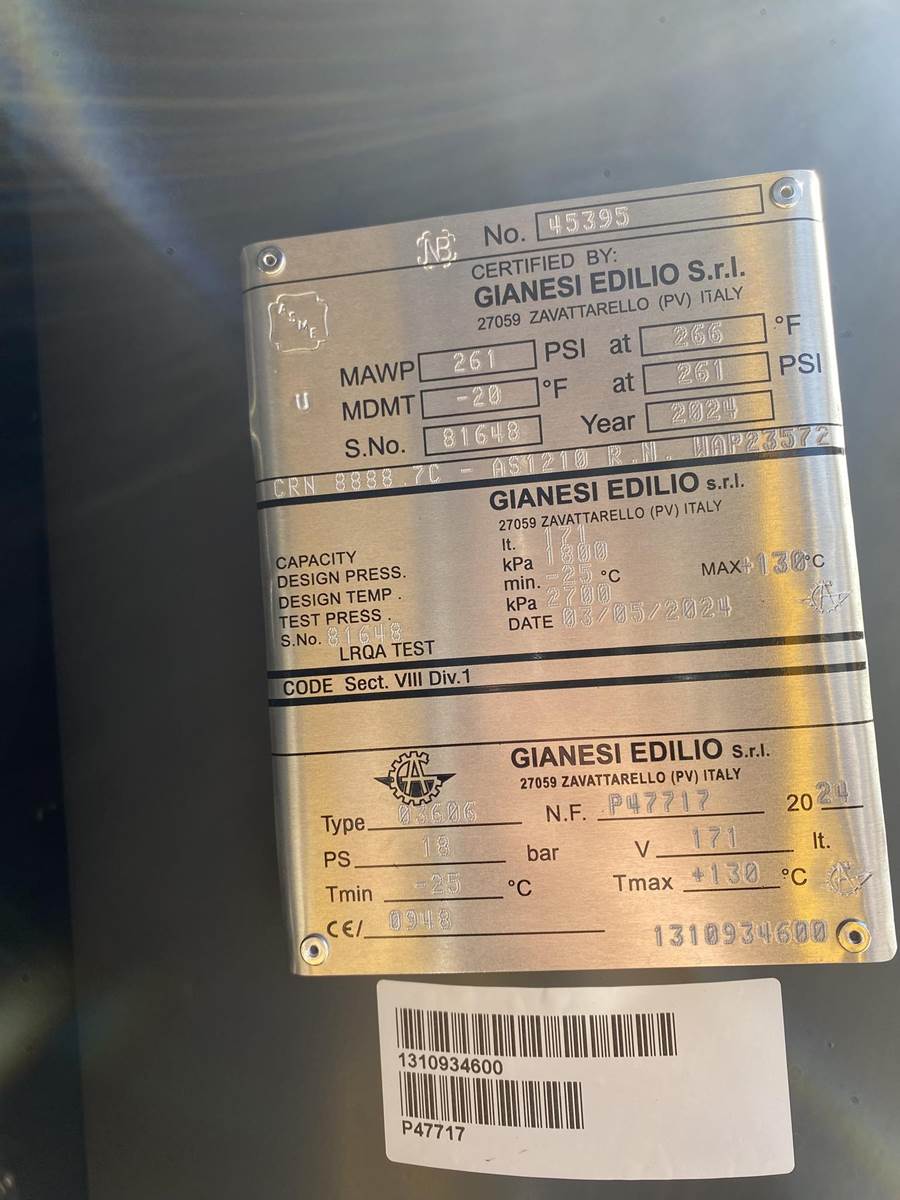 NB No. 45395
CERTIFIED BY:
GIANESI EDILIO S.r.l.
27059 ZAVATTARELLO (PV) ITALY
ASME
U
MAWP 261 PSI at 266 °F
MDMT -20 °F at 261 PSI
S.No. 81648 Year 2024
CRN 8888.7C - AS1210 R.N. WAP23572
GIANESI EDILIO s.r.l.
27059 ZAVATTARELLO (PV) ITALY
CAPACITY lt. 171
DESIGN PRESS. kPa 1800
DESIGN TEMP. min. -25 °C MAX +130°C
TEST PRESS. kPa 2700
S.No. 81648 DATE 03/05/2024
LRQA TEST
CODE Sect. VIII Div.1
GIANESI EDILIO S.r.l.
27059 ZAVATTARELLO (PV) ITALY
Type 03606 N.F. P47717 2024
PS 18 bar V 171 lt.
Tmin -25 °C Tmax +130 °C
CE/ 0948 1310934600
1310934600
P47717